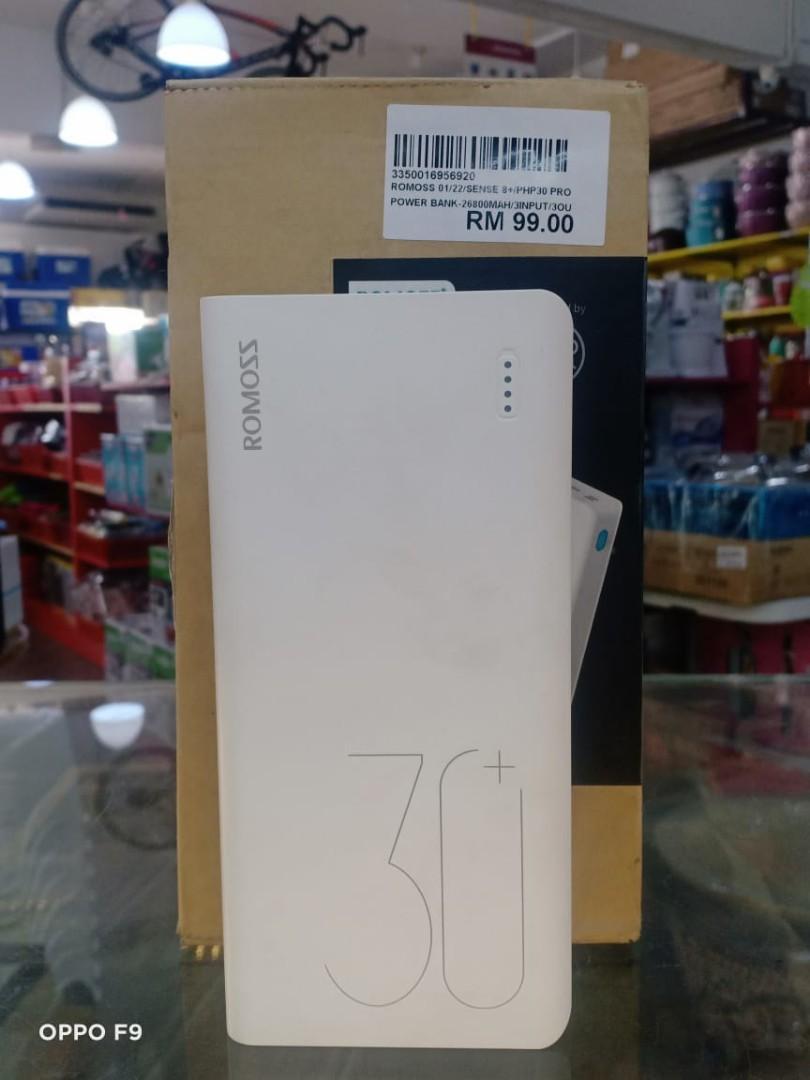 3350016956920
ROMOSS 01/22/SENSE 8+/PHP30 PRO
POWER BANK-26800MAH/3INPUT/3OU
RM 99.00
by
ROMOSS
30+
OPPO F9